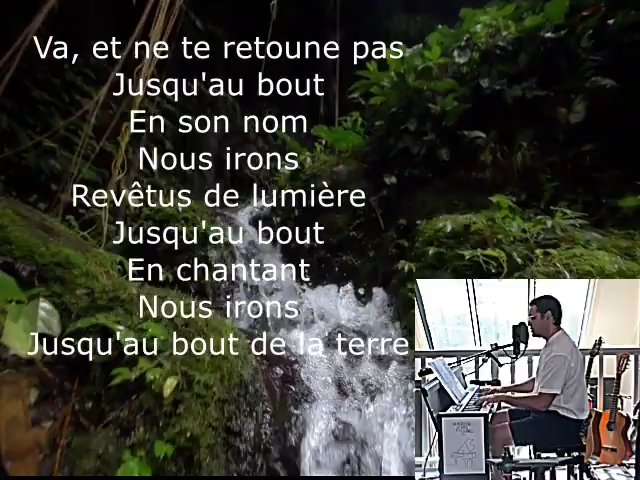 Va, et ne te retoune pas
Jusqu'au bout
En son nom
Nous irons
Revêtus de lumière
Jusqu'au bout
En chantant
Nous irons
Jusqu'au bout de la terre